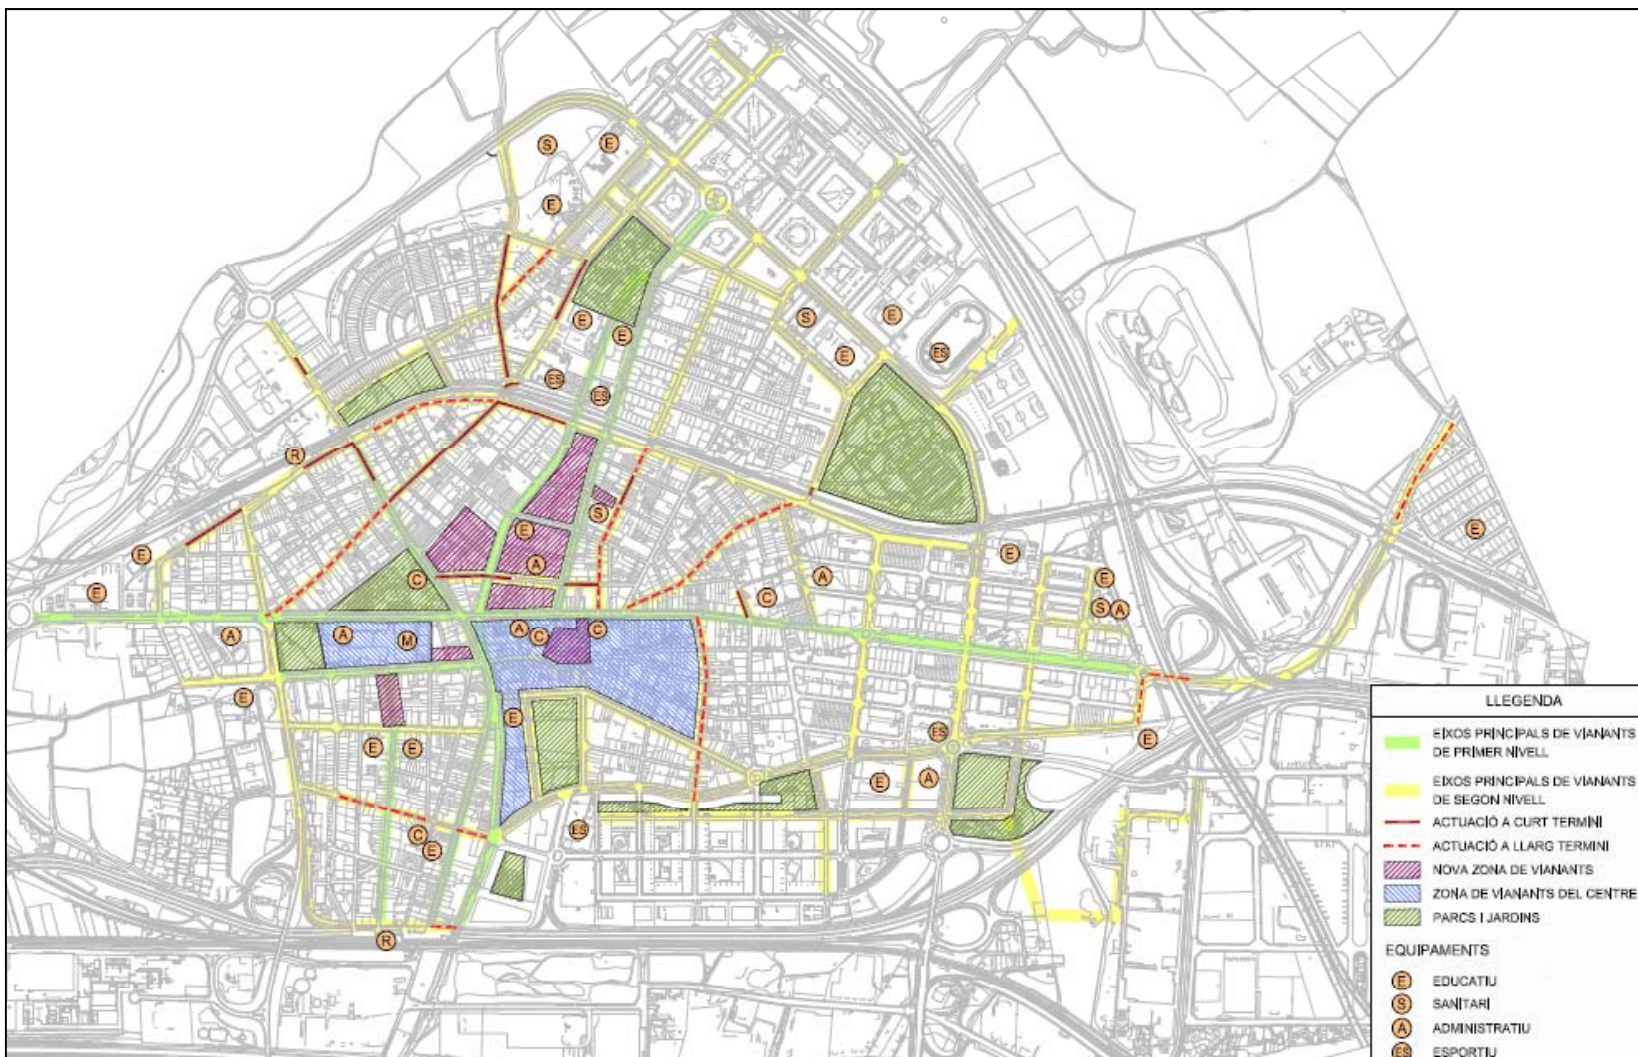 S
E
E
E
E
S
E
E
ES
ES
ES
R
S
E
E
A
E
E
E
C
A
E
S
A
C
E
A
A
M
A
C
C
E
E
ES
E
E
E
E
A
ES
C
E
R
LLEGENDA
EIXOS PRINCIPALS DE VIANANTS
DE PRIMER NIVELL
EIXOS PRINCIPALS DE VIANANTS
DE SEGON NIVELL
ACTUACIÓ A CURT TERMINI
ACTUACIÓ A LLARG TERMINI
NOVA ZONA DE VIANANTS
ZONA DE VIANANTS DEL CENTRE
PARCS I JARDINS
EQUIPAMENTS
E EDUCATIU
S SANITARI
A ADMINISTRATIU
ES ESPORTIU